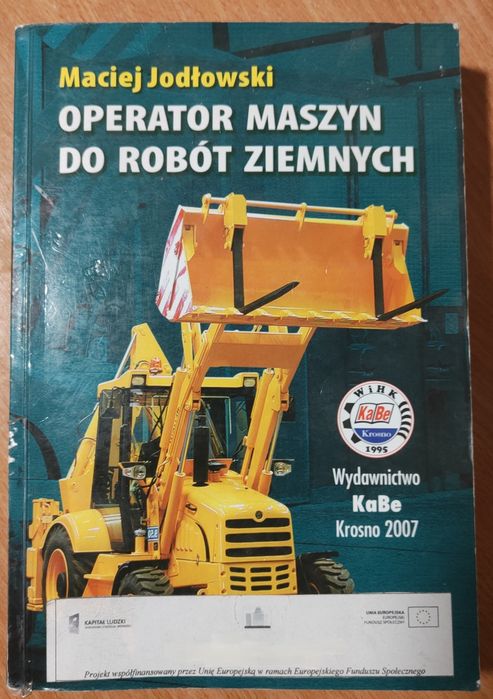 Maciej Jodłowski
OPERATOR MASZYN
DO ROBÓT ZIEMNYCH
WiHK
KaBe
Krosno
1995
Wydawnictwo
KaBe
Krosno 2007
KAPITAŁ LUDZKI
UNIA EUROPEJSKA
EUROPEJSKI
FUNDUSZ SPOŁECZNY
Projekt współfinansowany przez Unię Europejską w ramach Europejskiego Funduszu Społecznego